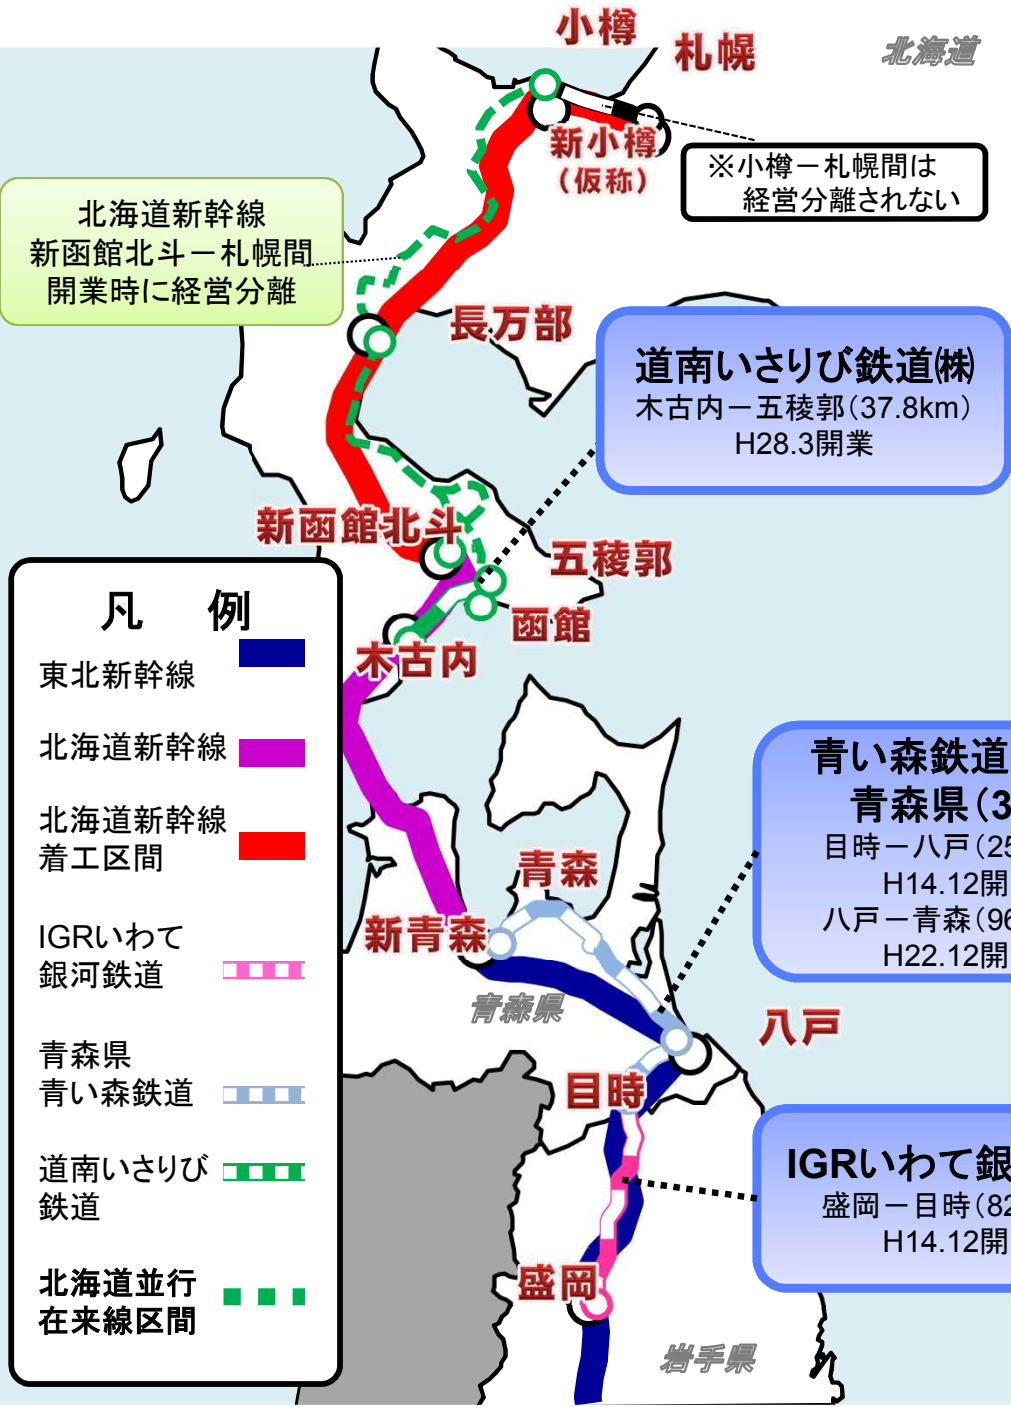 小樽
札幌
北海道
新小樽
（仮称）
※小樽－札幌間は
経営分離されない
北海道新幹線
新函館北斗－札幌間
開業時に経営分離
長万部
道南いさりび鉄道㈱
木古内－五稜郭（37.8km）
H28.3開業
新函館北斗
五稜郭
函館
木古内
凡　例
東北新幹線
北海道新幹線
北海道新幹線
着工区間
IGRいわて
銀河鉄道
青森県
青い森鉄道
道南いさりび
鉄道
北海道並行
在来線区間
青い森鉄道
青森県（3
目時－八戸（25
H14.12開
八戸－青森（96
H22.12開
青森
新青森
青森県
八戸
目時
IGRいわて銀
盛岡－目時（82
H14.12開
盛岡
岩手県